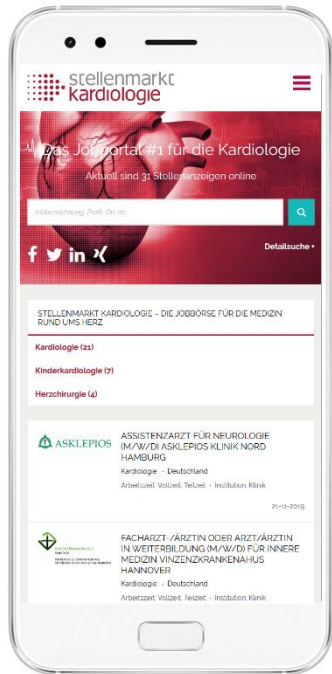 stellenmarkt
kardiologie
Das Jobportal #1 für die Kardiologie
Aktuell sind 31 Stellenanzeigen online
Jobbezeichnung, Profil, Ort etc.
Detailsuche +
STELLENMARKT KARDIOLOGIE – DIE JOBBÖRSE FÜR DIE MEDIZIN
RUND UMS HERZ
Kardiologie (21)
Kinderkardiologie (7)
Herzchirurgie (4)
ASKLEPIOS
ASSISTENZARZT FÜR NEUROLOGIE
(M/W/D) ASKLEPIOS KLINIK NORD
HAMBURG
Kardiologie - Deutschland
Arbeitszeit: Vollzeit, Teilzeit - Institution: Klinik
21-11-2019
FACHARZT-/ÄRZTIN ODER ARZT/ÄRZTIN
IN WEITERBILDUNG (M/W/D) FÜR INNERE
MEDIZIN VINZENZKRANKENAHUS
HANNOVER
Kardiologie - Deutschland
Arbeitszeit: Vollzeit, Teilzeit - Institution: Klinik